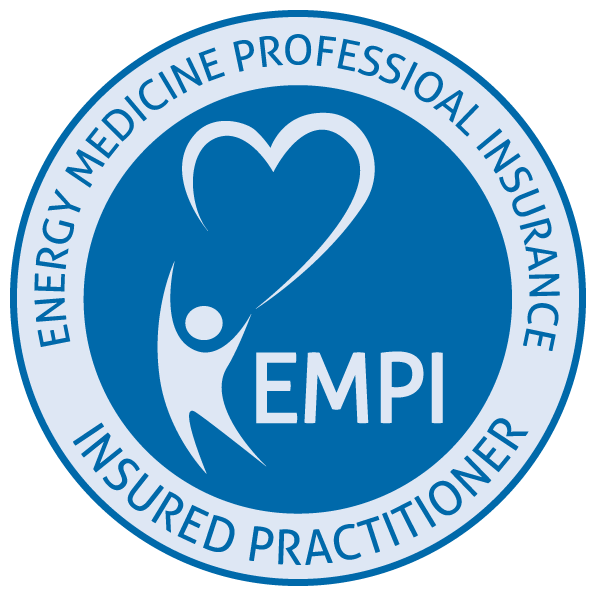 ENERGY MEDICINE PROFESSIOAL INSURANCE
EMPI
INSURED PRACTITIONER